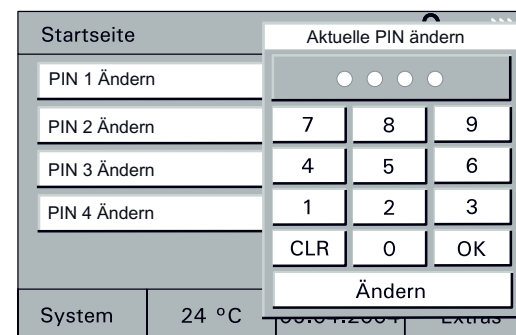 Startseite
Aktuelle PIN ändern
PIN 1 Ändern
PIN 2 Ändern
PIN 3 Ändern
PIN 4 Ändern
7 8 9
4 5 6
1 2 3
CLR 0 OK
Ändern
System 24 °C